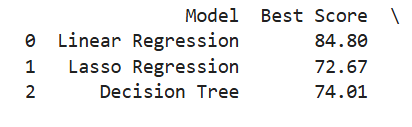 Model Best Score \
0 Linear Regression 84.80
1 Lasso Regression 72.67
2 Decision Tree 74.01